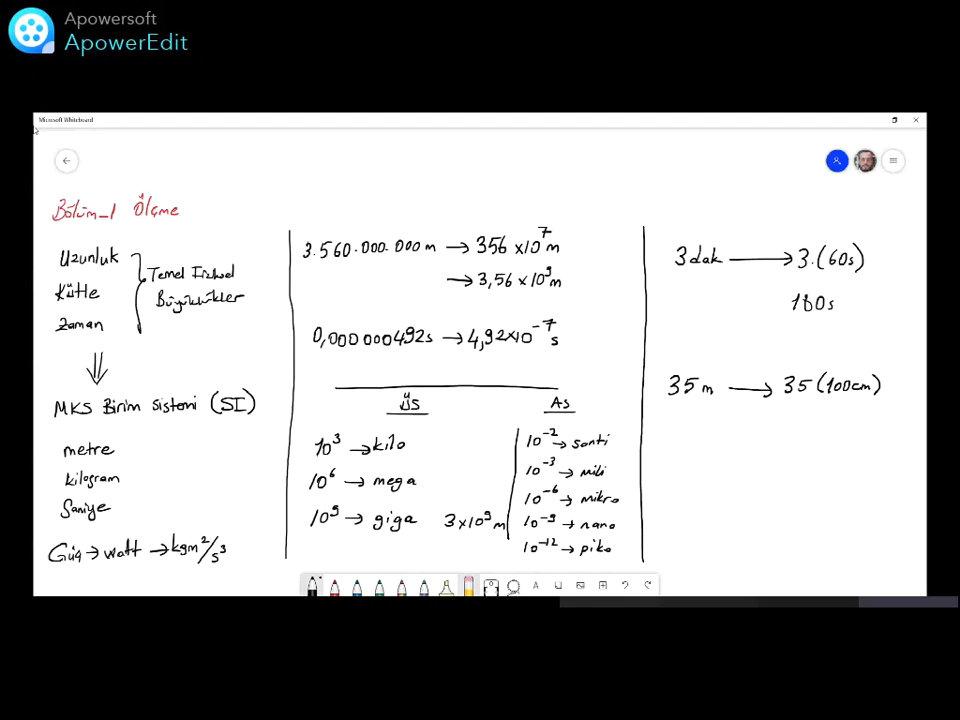 Apowersoft
ApowerEdit
Microsoft Whiteboard
Bölüm_1 Ölçme
Uzunluk
Kütle
Zaman
Temel Fiziksel
Büyüklükler
MKS Birim Sistemi (SI)
metre
kilogram
Saniye
Güç → watt → kgm²/s³
3.560.000.000 m → 356 x10⁷ m
→ 3,56 x 10⁹ m
0,000000492s → 4,92x10⁻⁷ s
üs
As
10³ → kilo
10⁶ → mega
10⁹ → giga 3x10⁹ m
10⁻² → santi
10⁻³ → mili
10⁻⁶ → mikro
10⁻⁹ → nano
10⁻¹² → piko
3 dak → 3.(60s)
180s
35 m → 35 (100cm)
A